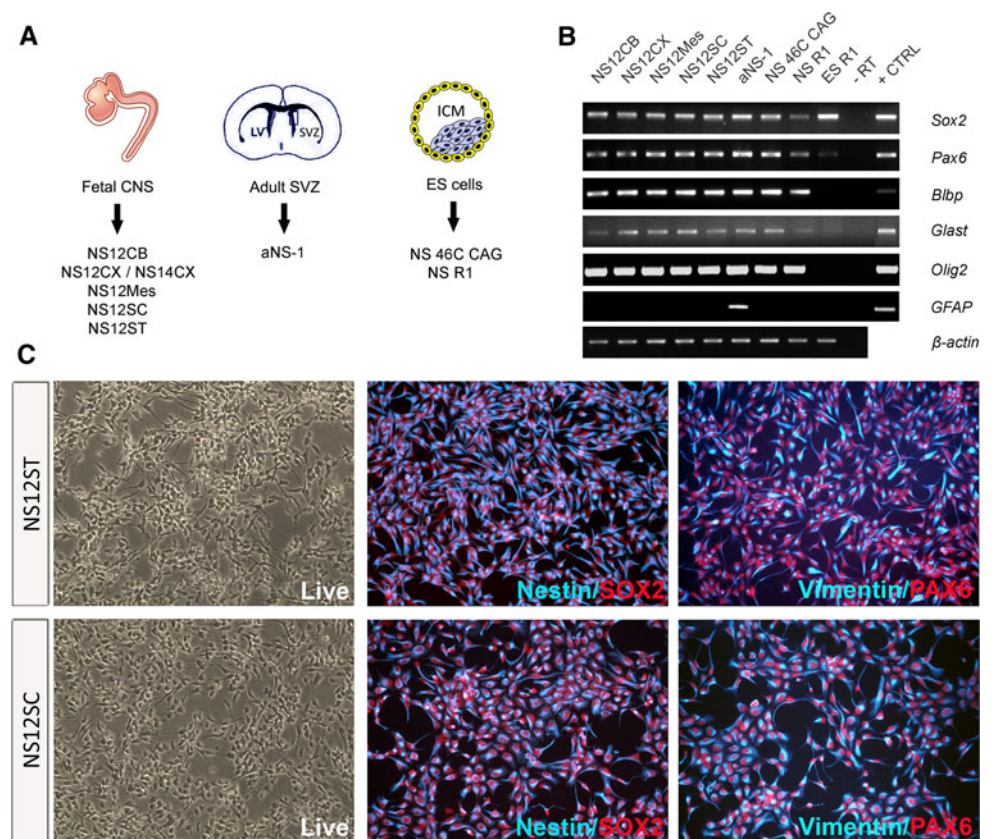 A
LV
SVZ
ICM
Fetal CNS
Adult SVZ
ES cells
NS12CB
NS12CX / NS14CX
NS12Mes
NS12SC
NS12ST
aNS-1
NS 46C CAG
NS R1
B
NS12CB
NS12CX
NS12Mes
NS12SC
NS12ST
aNS-1
NS 46C CAG
NS R1
ES R1
- RT
+ CTRL
Sox2
Pax6
Blbp
Glast
Olig2
GFAP
β-actin
C
NS12ST
Live
Nestin/SOX2
Vimentin/PAX6
NS12SC
Live
Nestin/SOX2
Vimentin/PAX6